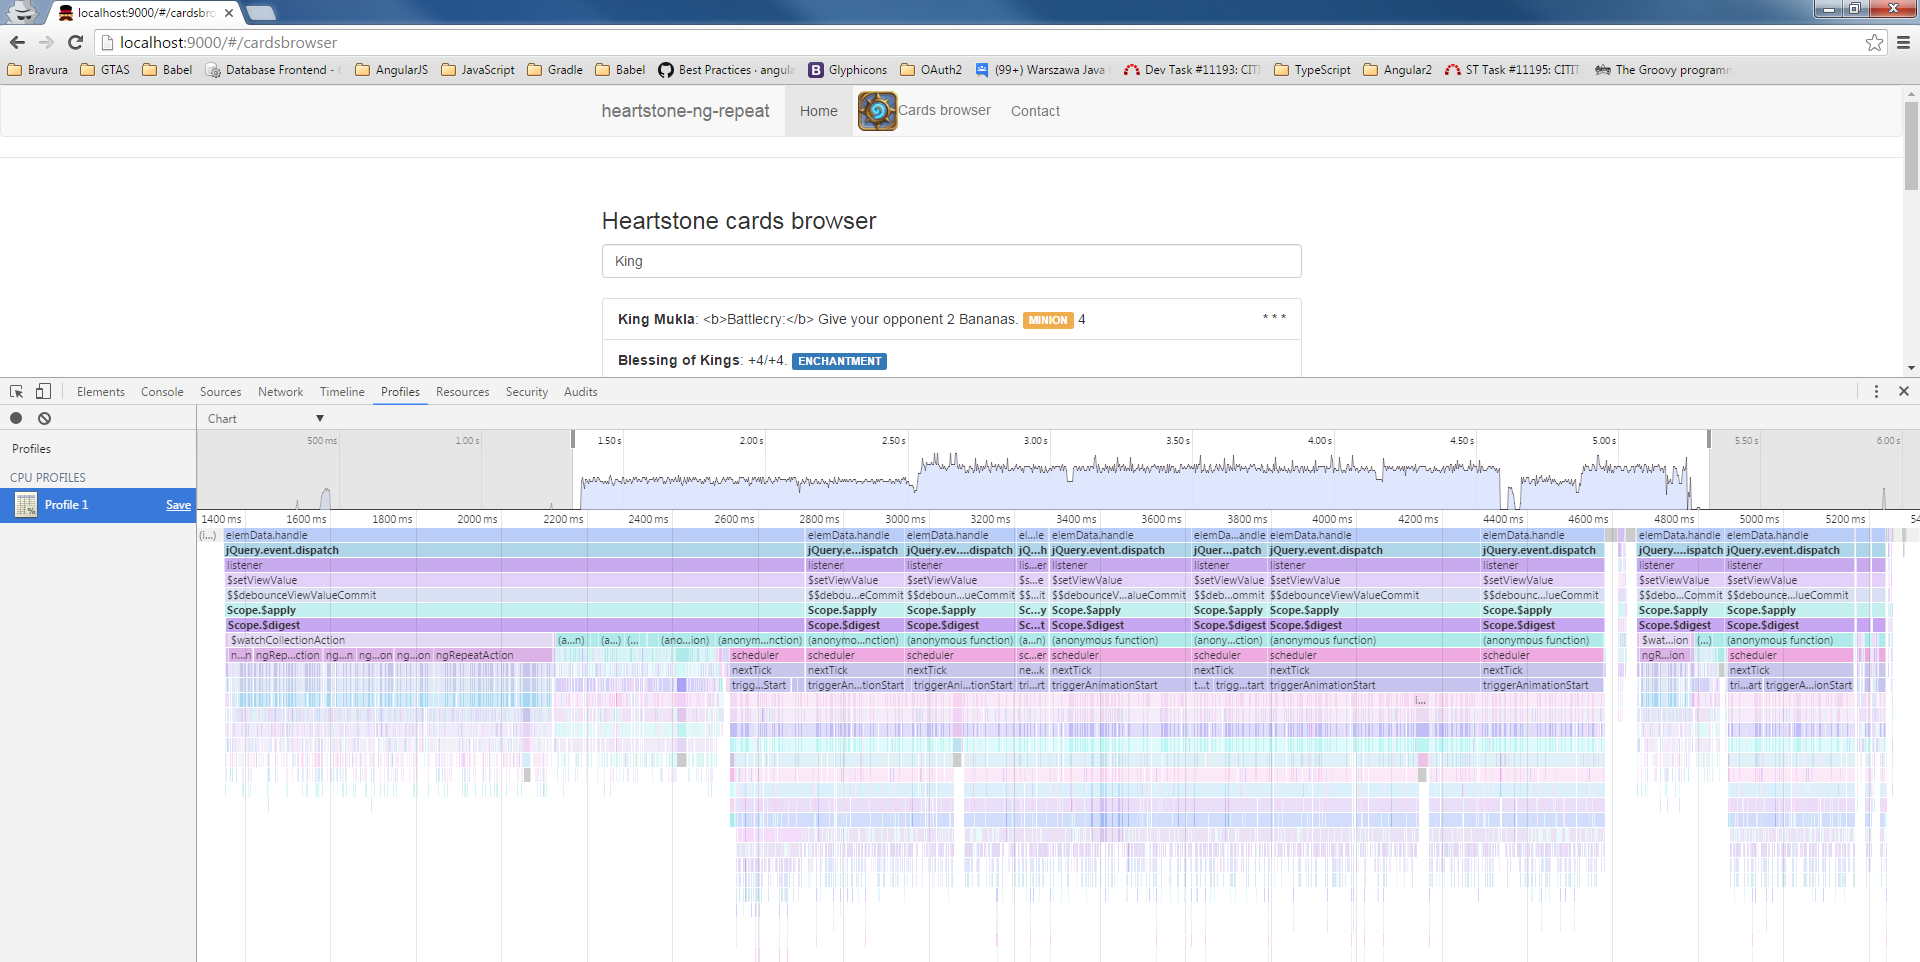 localhost:9000/#/cardsbro
localhost:9000/#/cardsbrowser
Bravura GTAS Babel Database Frontend - AngularJS JavaScript Gradle Babel Best Practices · angula Glyphicons OAuth2 (99+) Warszawa Java Dev Task #11193: CITI TypeScript Angular2 ST Task #11195: CITIT The Groovy programm
heartstone-ng-repeat Home Cards browser Contact
Heartstone cards browser
King
King Mukla: <b>Battlecry:</b> Give your opponent 2 Bananas. MINION 4 * * *
Blessing of Kings: +4/+4. ENCHANTMENT
Elements Console Sources Network Timeline Profiles Resources Security Audits
Chart ▼
500 ms 1.00 s 1.50 s 2.00 s 2.50 s 3.00 s 3.50 s 4.00 s 4.50 s 5.00 s 5.50 s 6.00 s
Profiles
CPU PROFILES
Profile 1 Save
1400 ms 1600 ms 1800 ms 2000 ms 2200 ms 2400 ms 2600 ms 2800 ms 3000 ms 3200 ms 3400 ms 3600 ms 3800 ms 4000 ms 4200 ms 4400 ms 4600 ms 4800 ms 5000 ms 5200 ms 54
(i...) elemData.handle elemData.handle elemData.handle el...le elemData.handle elemDa...andle elemData.handle elemData.handle elemData.handle elemData.handle
jQuery.event.dispatch jQuery.e...ispatch jQuery.ev....dispatch jQ...h jQuery.event.dispatch jQuer...patch jQuery.event.dispatch jQuery.event.dispatch jQuery....ispatch jQuery.event.dispatch
listener listener listener lis...er listener listener listener listener listener listener
$setViewValue $setViewValue $setViewValue $s...e $setViewValue $setViewValue $setViewValue $setViewValue $setViewValue $setViewValue
$$debounceViewValueCommit $$debou...eCommit $$deboun...ueCommit $$...it $$debounceV...alueCommit $$deb...ommit $$debounceViewValueCommit $$debounc...lueCommit $$debo...Commit $$deboun...ueCommit
Scope.$apply Scope.$apply Scope.$apply Sc...y Scope.$apply Scope.$apply Scope.$apply Scope.$apply Scope.$apply Scope.$apply
Scope.$digest Scope.$digest Scope.$digest Sc...t Scope.$digest Scope.$digest Scope.$digest Scope.$digest Scope.$digest Scope.$digest
$watchCollectionAction (a...n) (a...) (... (ano...ion) (anonym...nction) (anonymo...nction) (anonymo...unction) (a...n) (anonymous function) (anony...ction) (anonymous function) (anonymous function) $wat...ion (...) (anonymous function)
n...n ngRep...ction ng...n ng...on ng...on ngRepeatAction scheduler scheduler scheduler sc...er scheduler scheduler scheduler scheduler ngR...ion scheduler
nextTick nextTick nextTick ne...k nextTick nextTick nextTick nextTick nextTick
trigg...Start triggerAn...tionStart triggerAni...tionStart tri...rt triggerAnimationStart t...t trigg...tart triggerAnimationStart triggerAnimationStart tri...art triggerA...ionStart
i...